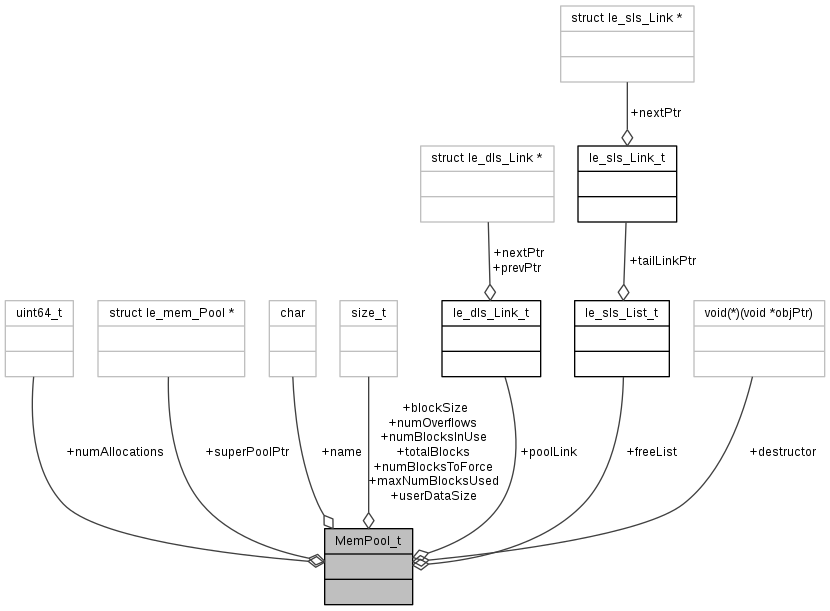 struct le_sls_Link *
+nextPtr
struct le_dls_Link *
le_sls_Link_t
+nextPtr
+prevPtr
+tailLinkPtr
uint64_t
struct le_mem_Pool *
char
size_t
le_dls_Link_t
le_sls_List_t
void(*)(void *objPtr)
+numAllocations
+superPoolPtr
+name
+blockSize
+numOverflows
+numBlocksInUse
+totalBlocks
+numBlocksToForce
+maxNumBlocksUsed
+userDataSize
+poolLink
+freeList
+destructor
MemPool_t